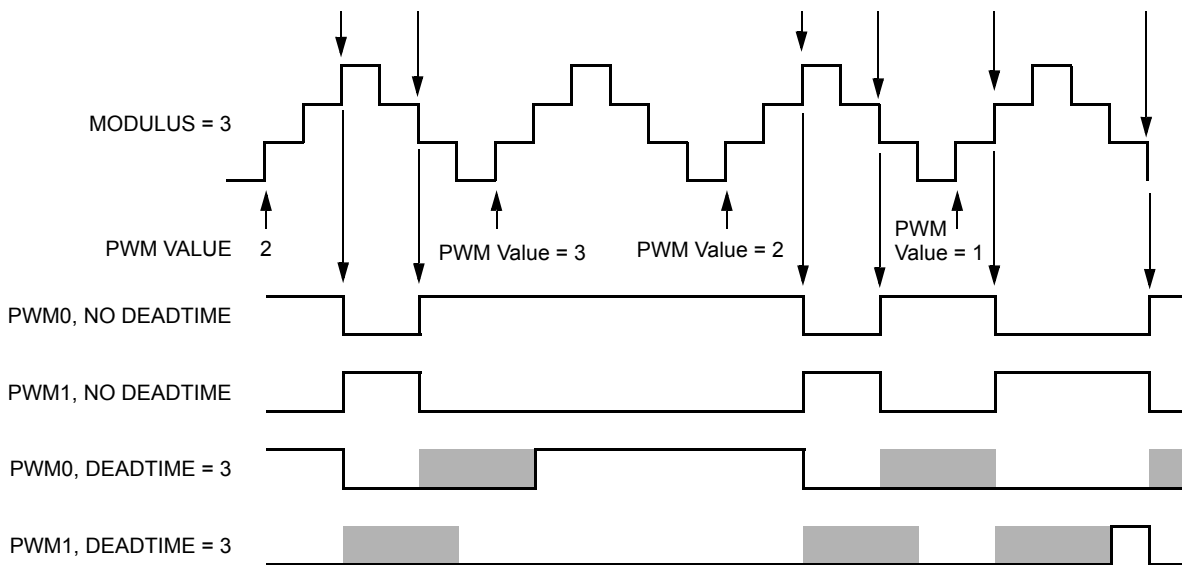 MODULUS = 3
PWM VALUE 2
PWM Value = 3
PWM Value = 2
PWM
Value = 1
PWM0, NO DEADTIME
PWM1, NO DEADTIME
PWM0, DEADTIME = 3
PWM1, DEADTIME = 3